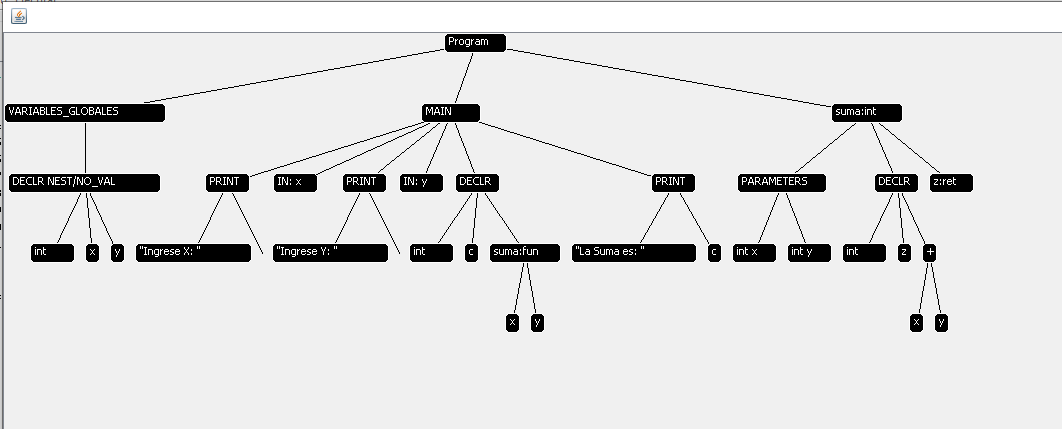 Program
VARIABLES_GLOBALES MAIN suma:int
DECLR NEST/NO_VAL PRINT IN: x PRINT IN: y DECLR PRINT PARAMETERS DECLR z:ret
int x y "Ingrese X: " "Ingrese Y: " int c suma:fun "La Suma es: " c int x int y int z +
x y x y